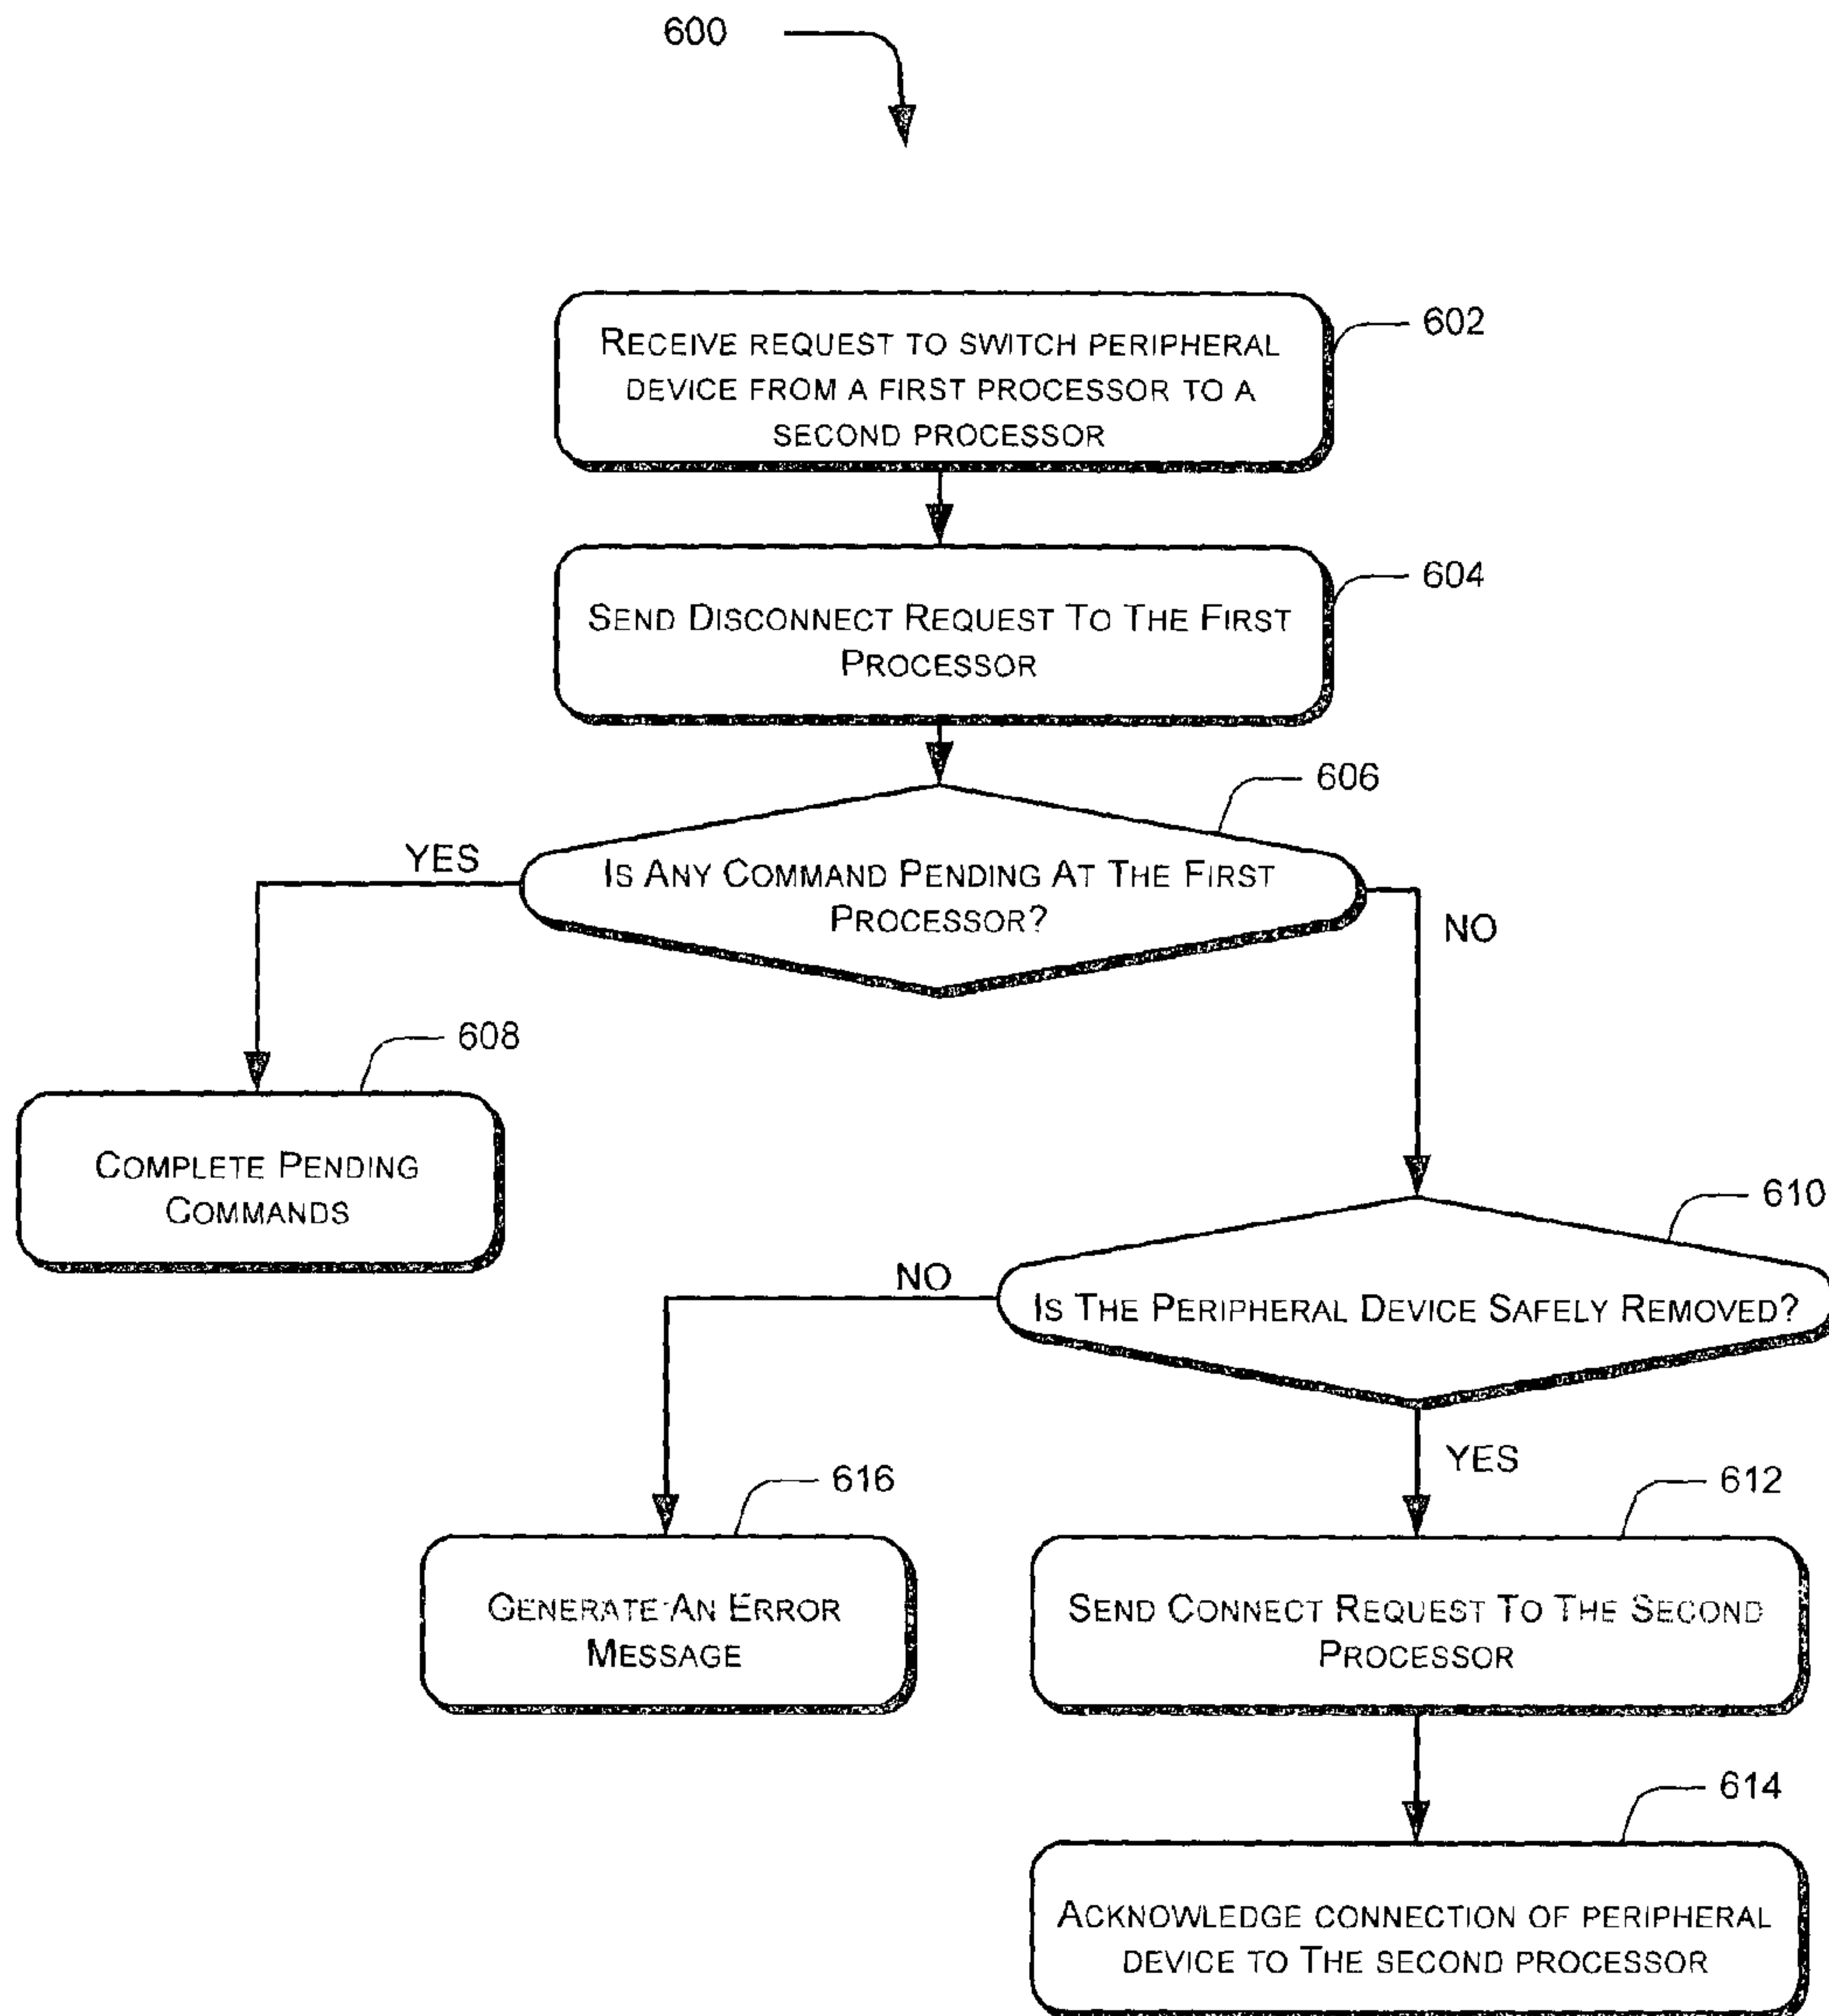 600
RECEIVE REQUEST TO SWITCH PERIPHERAL
DEVICE FROM A FIRST PROCESSOR TO A
SECOND PROCESSOR
602
SEND DISCONNECT REQUEST TO THE FIRST
PROCESSOR
604
IS ANY COMMAND PENDING AT THE FIRST
PROCESSOR?
606
YES
NO
608
COMPLETE PENDING
COMMANDS
610
IS THE PERIPHERAL DEVICE SAFELY REMOVED?
NO
YES
616
GENERATE AN ERROR
MESSAGE
612
SEND CONNECT REQUEST TO THE SECOND
PROCESSOR
614
ACKNOWLEDGE CONNECTION OF PERIPHERAL
DEVICE TO THE SECOND PROCESSOR